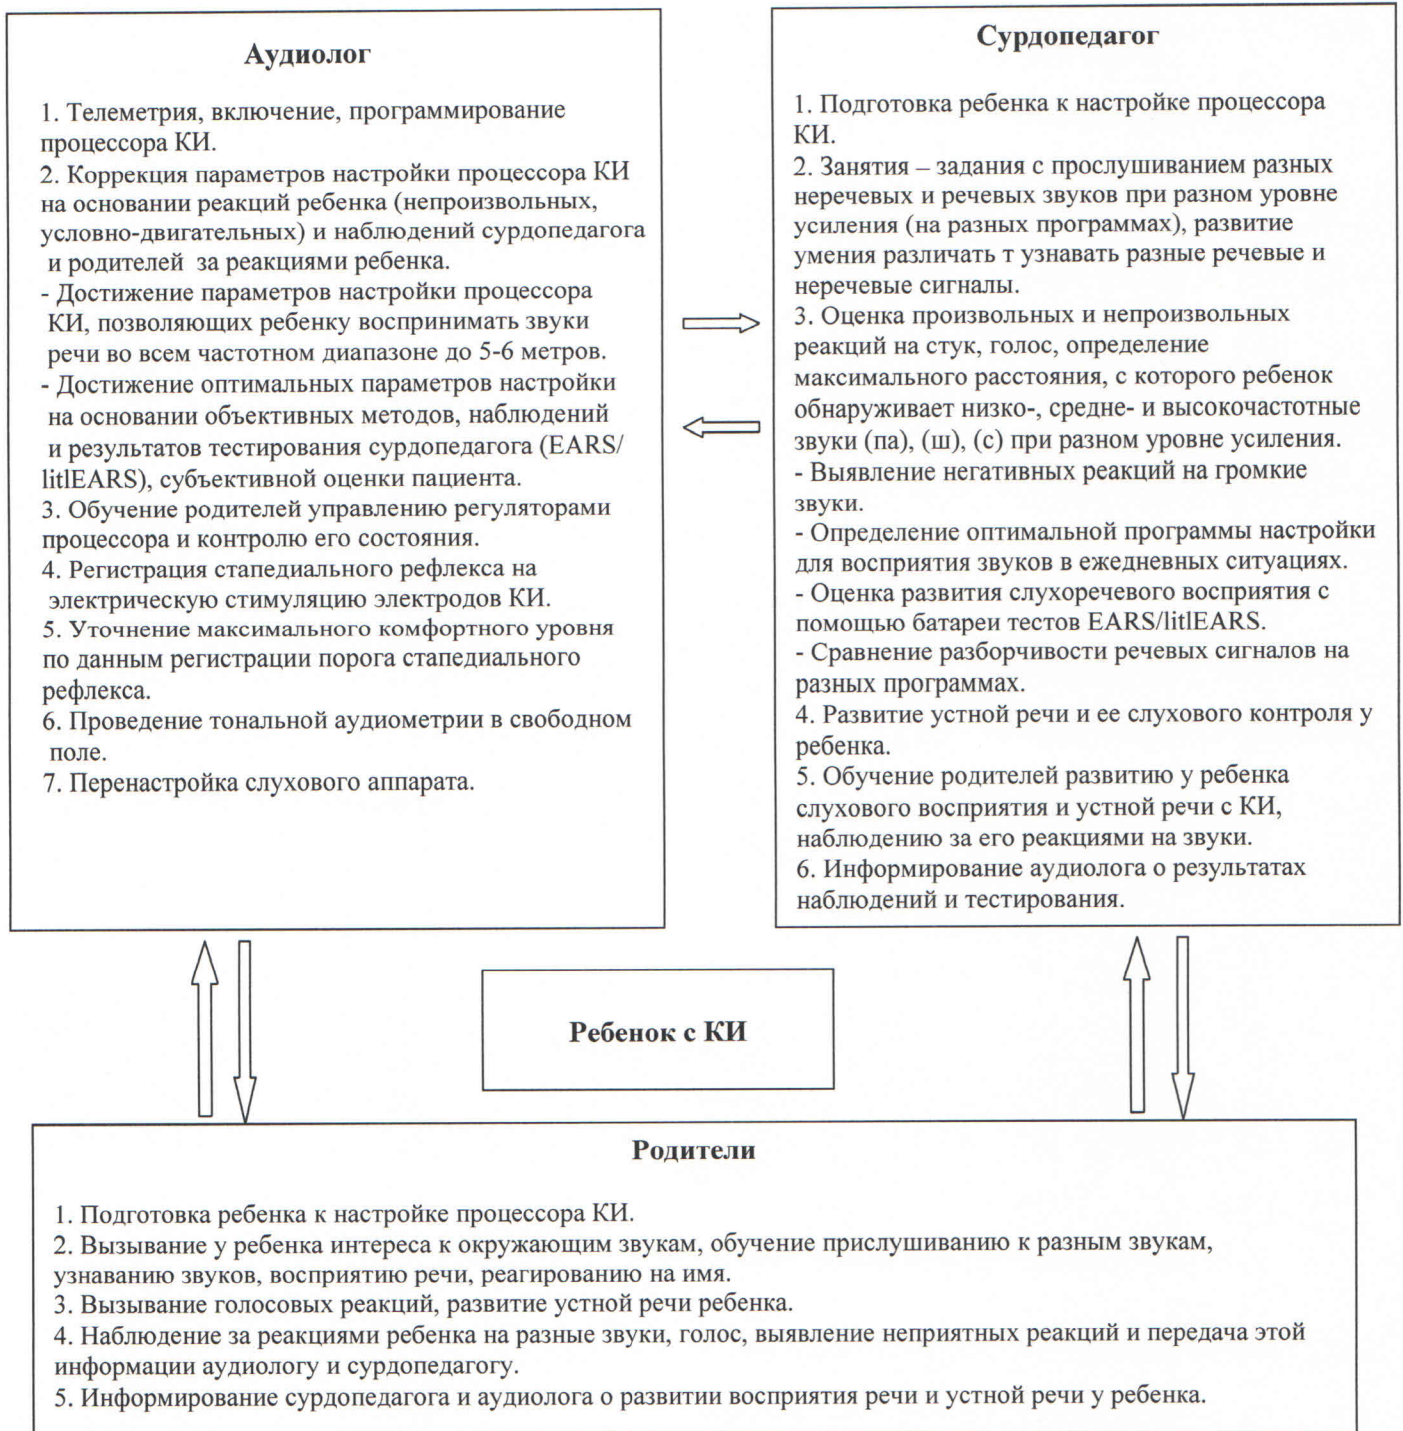 Аудиолог
1. Телеметрия, включение, программирование
процессора КИ.
2. Коррекция параметров настройки процессора КИ
на основании реакций ребенка (непроизвольных,
условно-двигательных) и наблюдений сурдопедагога
и родителей за реакциями ребенка.
- Достижение параметров настройки процессора
КИ, позволяющих ребенку воспринимать звуки
речи во всем частотном диапазоне до 5-6 метров.
- Достижение оптимальных параметров настройки
на основании объективных методов, наблюдений
и результатов тестирования сурдопедагога (EARS/
litlEARS), субъективной оценки пациента.
3. Обучение родителей управлению регуляторами
процессора и контролю его состояния.
4. Регистрация стапедиального рефлекса на
электрическую стимуляцию электродов КИ.
5. Уточнение максимального комфортного уровня
по данным регистрации порога стапедиального
рефлекса.
6. Проведение тональной аудиометрии в свободном
поле.
7. Перенастройка слухового аппарата.
Сурдопедагог
1. Подготовка ребенка к настройке процессора
КИ.
2. Занятия – задания с прослушиванием разных
неречевых и речевых звуков при разном уровне
усиления (на разных программах), развитие
умения различать т узнавать разные речевые и
неречевые сигналы.
3. Оценка произвольных и непроизвольных
реакций на стук, голос, определение
максимального расстояния, с которого ребенок
обнаруживает низко-, средне- и высокочастотные
звуки (па), (ш), (с) при разном уровне усиления.
- Выявление негативных реакций на громкие
звуки.
- Определение оптимальной программы настройки
для восприятия звуков в ежедневных ситуациях.
- Оценка развития слухоречевого восприятия с
помощью батареи тестов EARS/litlEARS.
- Сравнение разборчивости речевых сигналов на
разных программах.
4. Развитие устной речи и ее слухового контроля у
ребенка.
5. Обучение родителей развитию у ребенка
слухового восприятия и устной речи с КИ,
наблюдению за его реакциями на звуки.
6. Информирование аудиолога о результатах
наблюдений и тестирования.
Ребенок с КИ
Родители
1. Подготовка ребенка к настройке процессора КИ.
2. Вызывание у ребенка интереса к окружающим звукам, обучение прислушиванию к разным звукам,
узнаванию звуков, восприятию речи, реагированию на имя.
3. Вызывание голосовых реакций, развитие устной речи ребенка.
4. Наблюдение за реакциями ребенка на разные звуки, голос, выявление неприятных реакций и передача этой
информации аудиологу и сурдопедагогу.
5. Информирование сурдопедагога и аудиолога о развитии восприятия речи и устной речи у ребенка.